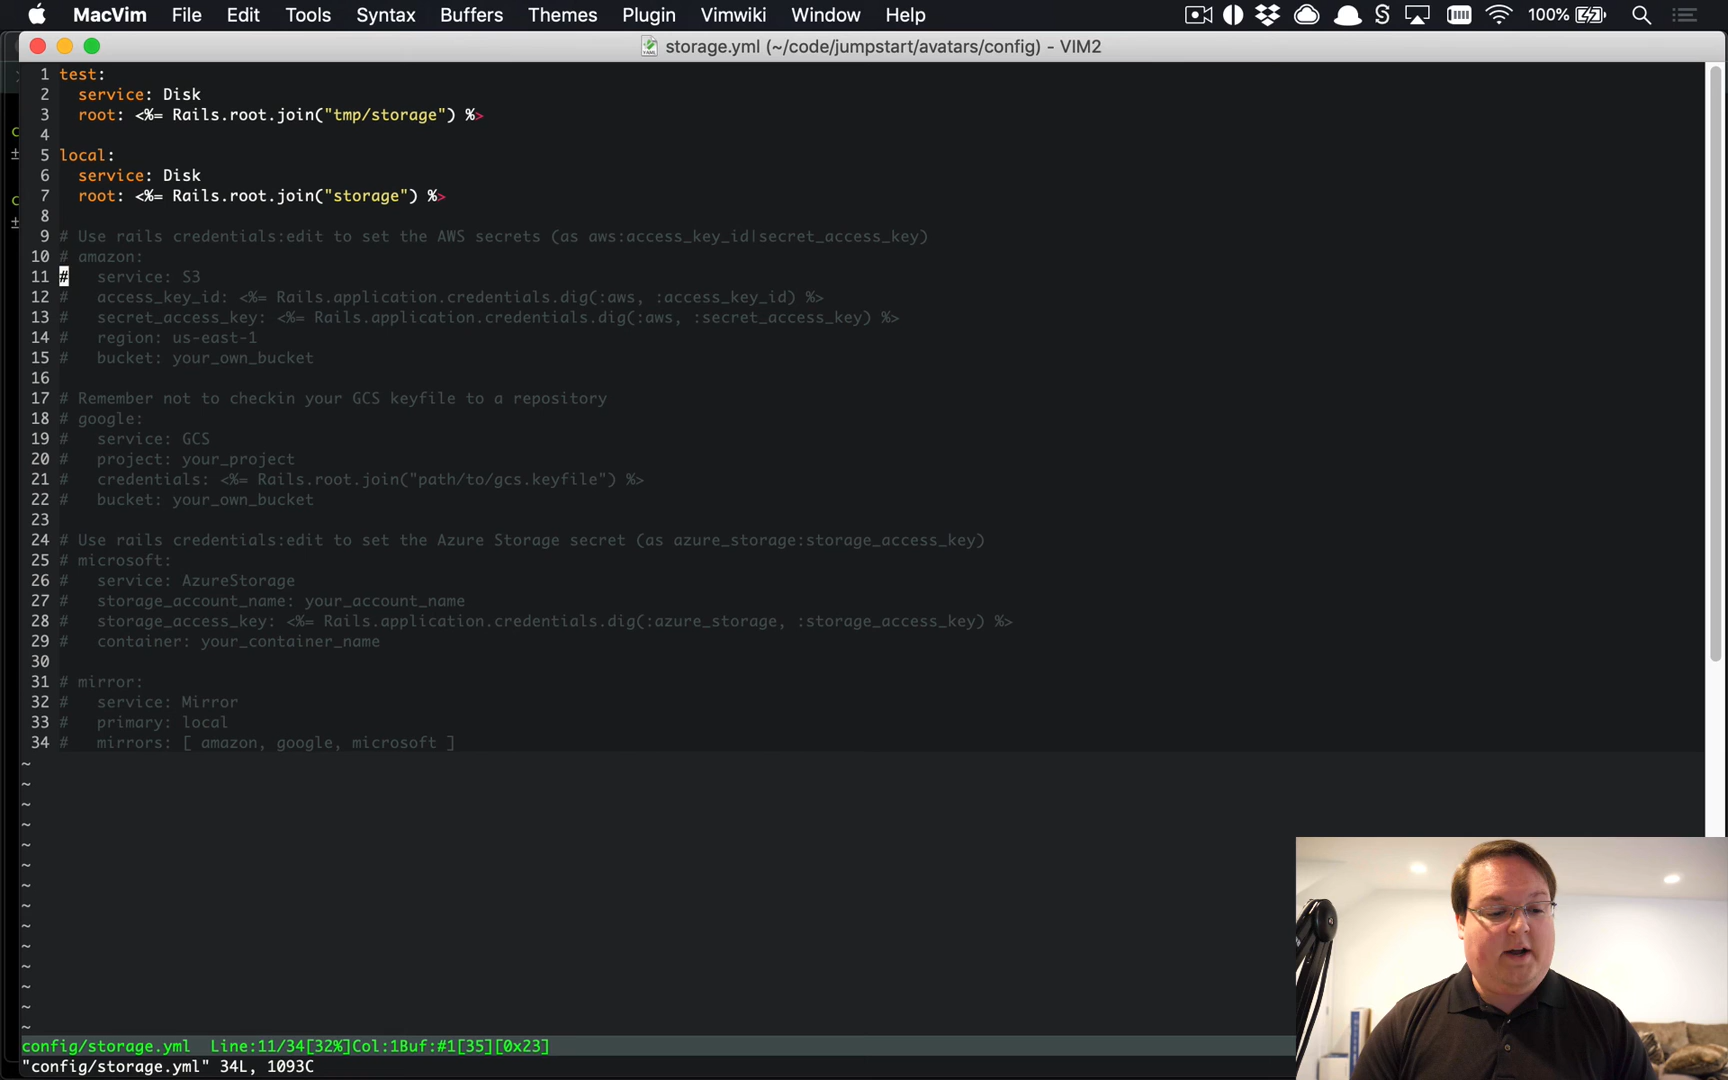 MacVim File Edit Tools Syntax Buffers Themes Plugin Vimwiki Window Help 100%
storage.yml (~/code/jumpstart/avatars/config) - VIM2
1 test:
2   service: Disk
3   root: <%= Rails.root.join("tmp/storage") %>
4
5 local:
6   service: Disk
7   root: <%= Rails.root.join("storage") %>
8
9 # Use rails credentials:edit to set the AWS secrets (as aws:access_key_id|secret_access_key)
10 # amazon:
11 #   service: S3
12 #   access_key_id: <%= Rails.application.credentials.dig(:aws, :access_key_id) %>
13 #   secret_access_key: <%= Rails.application.credentials.dig(:aws, :secret_access_key) %>
14 #   region: us-east-1
15 #   bucket: your_own_bucket
16
17 # Remember not to checkin your GCS keyfile to a repository
18 # google:
19 #   service: GCS
20 #   project: your_project
21 #   credentials: <%= Rails.root.join("path/to/gcs.keyfile") %>
22 #   bucket: your_own_bucket
23
24 # Use rails credentials:edit to set the Azure Storage secret (as azure_storage:storage_access_key)
25 # microsoft:
26 #   service: AzureStorage
27 #   storage_account_name: your_account_name
28 #   storage_access_key: <%= Rails.application.credentials.dig(:azure_storage, :storage_access_key) %>
29 #   container: your_container_name
30
31 # mirror:
32 #   service: Mirror
33 #   primary: local
34 #   mirrors: [ amazon, google, microsoft ]
~
~
~
~
~
~
~
~
~
~
~
~
~
~
config/storage.yml  Line:11/34[32%]Col:1Buf:#1[35][0x23]
"config/storage.yml" 34L, 1093C